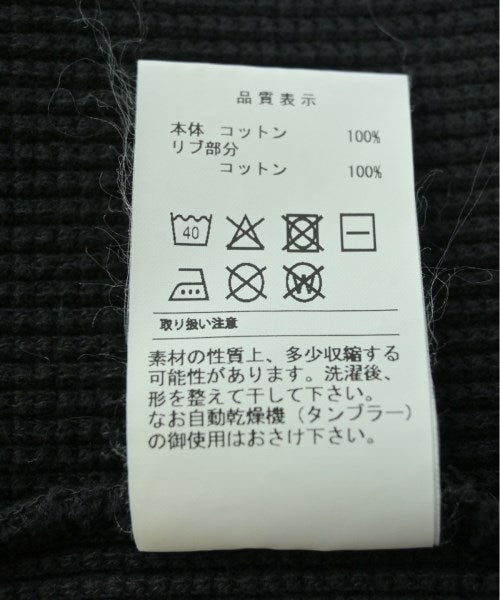 品質表示
本体 コットン 100%
リブ部分
コットン 100%
40
W
取り扱い注意
素材の性質上、多少収縮する
可能性があります。洗濯後、
形を整えて干して下さい。
なお自動乾燥機（タンブラー）
の御使用はおさけ下さい。